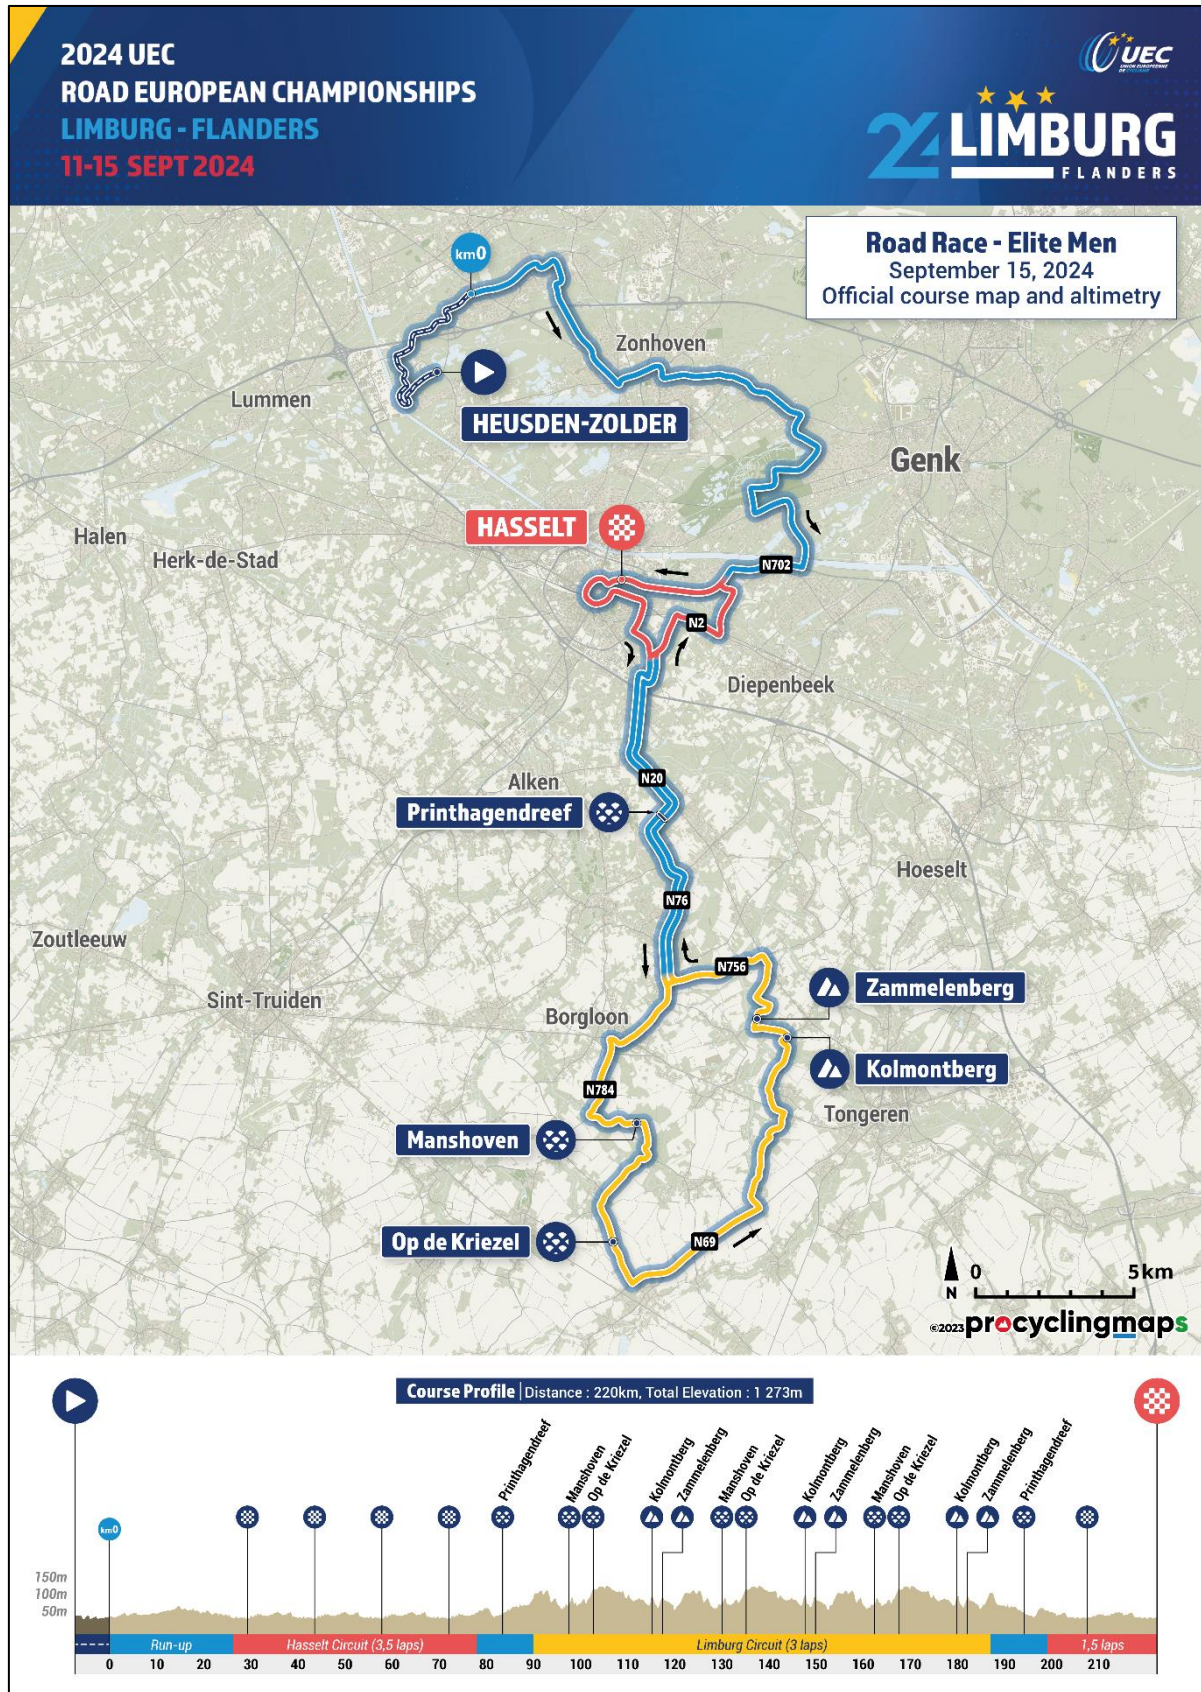 2024 UEC
ROAD EUROPEAN CHAMPIONSHIPS
LIMBURG - FLANDERS
11-15 SEPT 2024
UEC
UNION EUROPÉENNE
DE CYCLISME
24 LIMBURG
FLANDERS
Road Race - Elite Men
September 15, 2024
Official course map and altimetry
km0
Zonhoven
Lummen
HEUSDEN-ZOLDER
Genk
HASSELT
Halen
Herk-de-Stad
N702
N2
Diepenbeek
N20
Alken
Printhagendreef
Hoeselt
N76
Zoutleeuw
N756
Zammelenberg
Sint-Truiden
Borgloon
Kolmontberg
N784
Tongeren
Manshoven
Op de Kriezel
N69
N
0 5km
©2023 procyclingmaps
Course Profile | Distance : 220km, Total Elevation : 1 273m
Printhagendreef
Manshoven
Op de Kriezel
Kolmontberg
Zammelenberg
Manshoven
Op de Kriezel
Kolmontberg
Zammelenberg
Manshoven
Op de Kriezel
Kolmontberg
Zammelenberg
Printhagendreef
km0
150m
100m
50m
Run-up Hasselt Circuit (3,5 laps) Limburg Circuit (3 laps) 1,5 laps
0 10 20 30 40 50 60 70 80 90 100 110 120 130 140 150 160 170 180 190 200 210